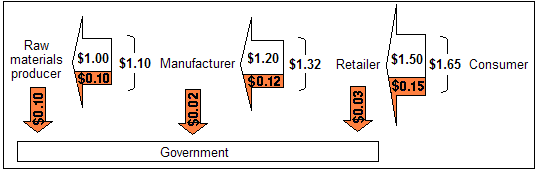 Raw
materials
producer
$1.00
$0.10
$1.10
Manufacturer
$1.20
$0.12
$1.32
Retailer
$1.50
$0.15
$1.65
Consumer
$0.10
$0.02
$0.03
Government